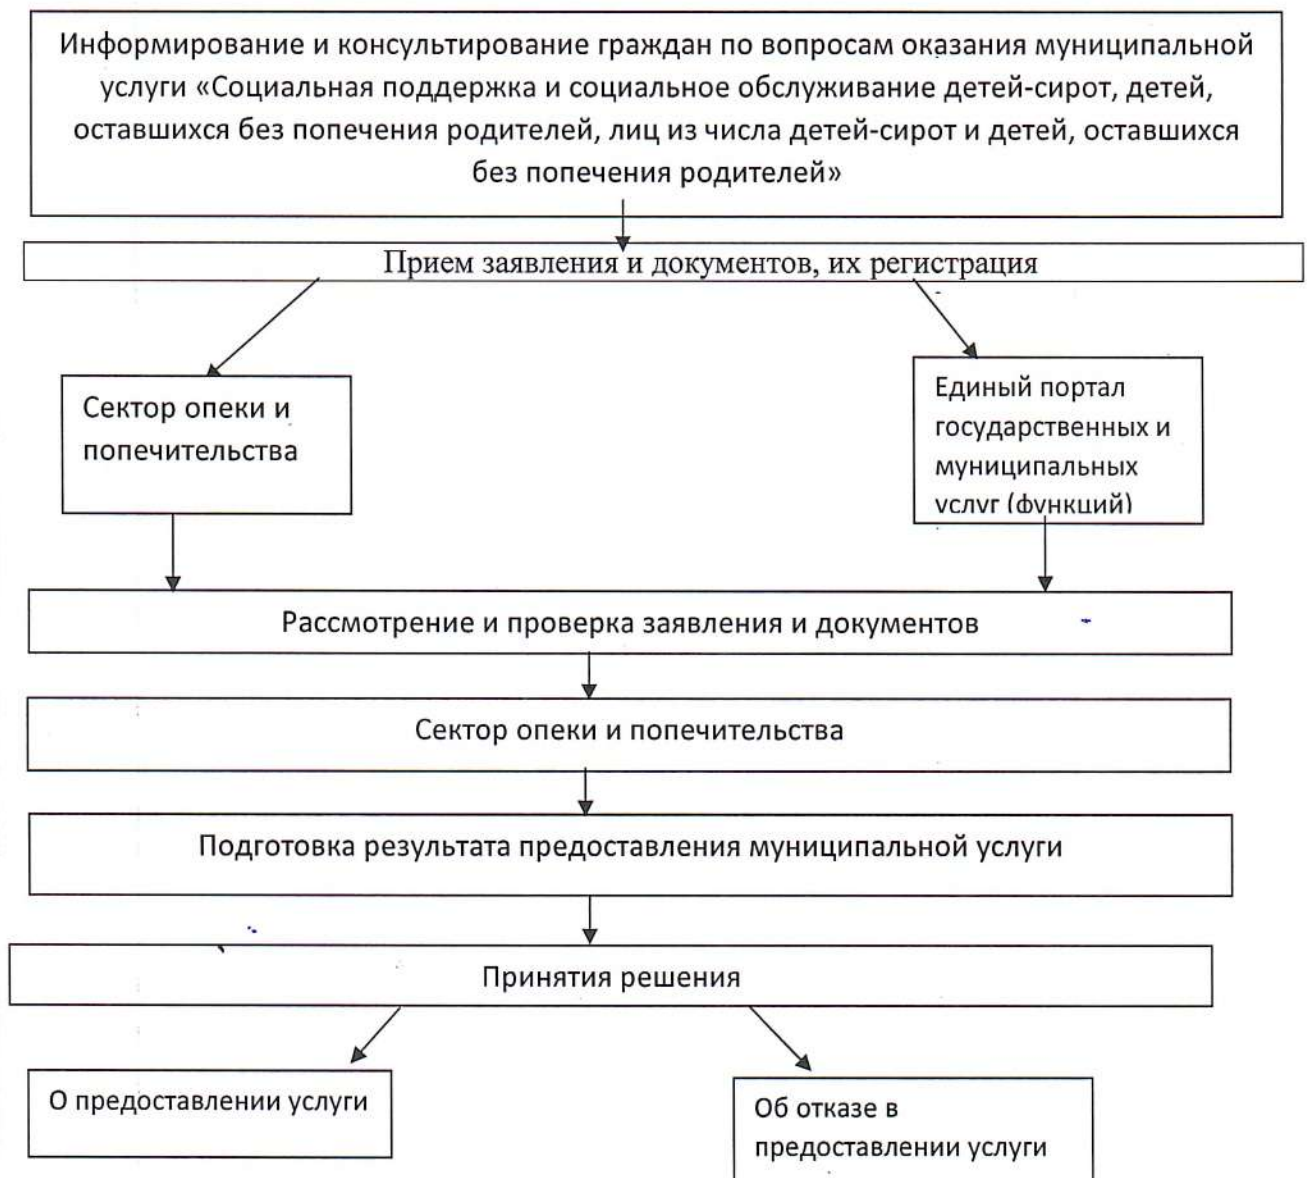 Информирование и консультирование граждан по вопросам оказания муниципальной
услуги «Социальная поддержка и социальное обслуживание детей-сирот, детей,
оставшихся без попечения родителей, лиц из числа детей-сирот и детей, оставшихся
без попечения родителей»
Прием заявления и документов, их регистрация
Сектор опеки и
попечительства
Единый портал
государственных и
муниципальных
услуг (функций)
Рассмотрение и проверка заявления и документов
Сектор опеки и попечительства
Подготовка результата предоставления муниципальной услуги
Принятия решения
О предоставлении услуги
Об отказе в
предоставлении услуги